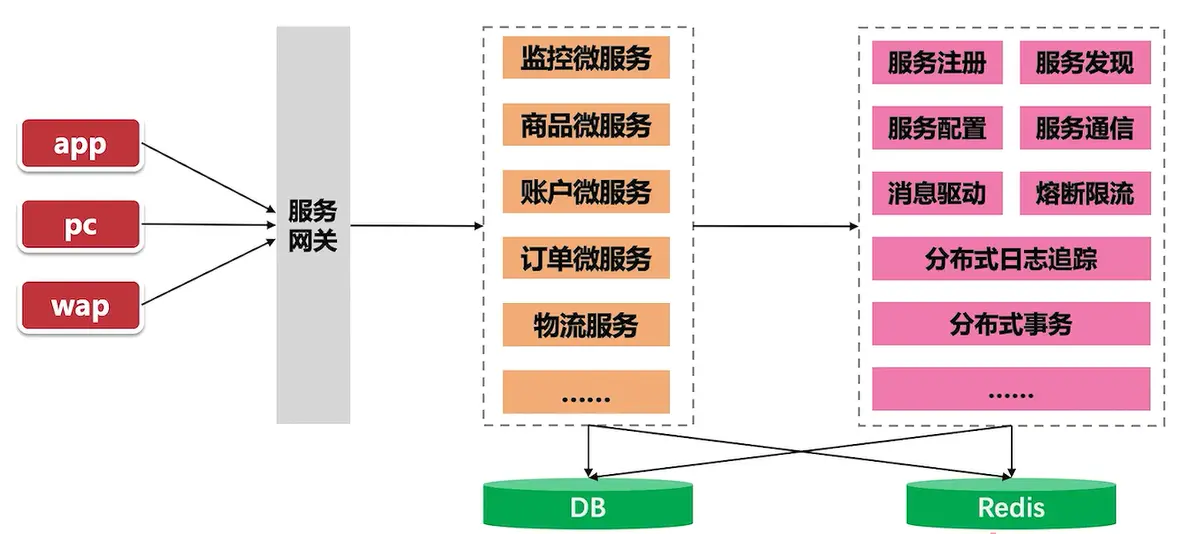 app
pc
wap
服务
网关
监控微服务
商品微服务
账户微服务
订单微服务
物流服务
......
服务注册
服务发现
服务配置
服务通信
消息驱动
熔断限流
分布式日志追踪
分布式事务
......
DB
Redis